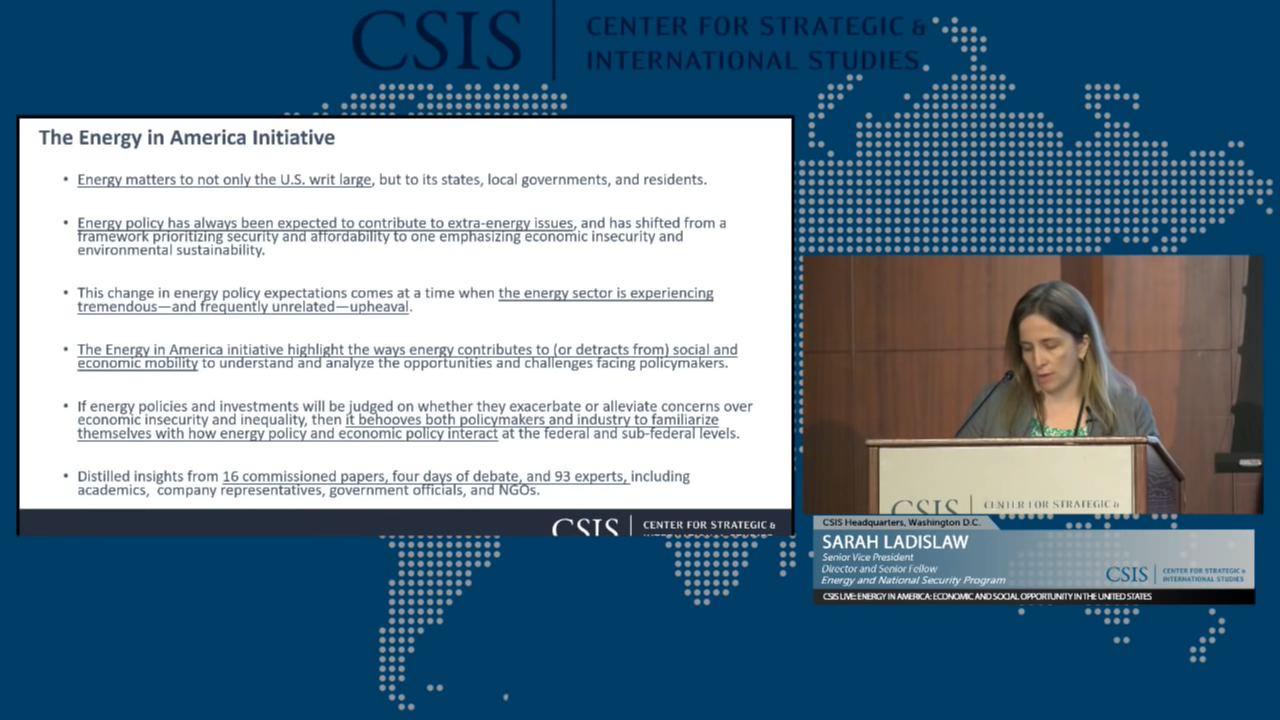 CSIS
CENTER FOR STRATEGIC &
INTERNATIONAL STUDIES
The Energy in America Initiative
• Energy matters to not only the U.S. writ large, but to its states, local governments, and residents.
• Energy policy has always been expected to contribute to extra-energy issues, and has shifted from a
framework prioritizing security and affordability to one emphasizing economic insecurity and
environmental sustainability.
• This change in energy policy expectations comes at a time when the energy sector is experiencing
tremendous—and frequently unrelated—upheaval.
• The Energy in America initiative highlight the ways energy contributes to (or detracts from) social and
economic mobility to understand and analyze the opportunities and challenges facing policymakers.
• If energy policies and investments will be judged on whether they exacerbate or alleviate concerns over
economic insecurity and inequality, then it behooves both policymakers and industry to familiarize
themselves with how energy policy and economic policy interact at the federal and sub-federal levels.
• Distilled insights from 16 commissioned papers, four days of debate, and 93 experts, including
academics, company representatives, government officials, and NGOs.
CSIS
CENTER FOR STRATEGIC &
CSIS
CENTER FOR STRATEGIC &
CSIS Headquarters, Washington D.C.
SARAH LADISLAW
Senior Vice President
Director and Senior Fellow
Energy and National Security Program
CSIS
CENTER FOR STRATEGIC &
INTERNATIONAL STUDIES
CSIS LIVE: ENERGY IN AMERICA: ECONOMIC AND SOCIAL OPPORTUNITY IN THE UNITED STATES